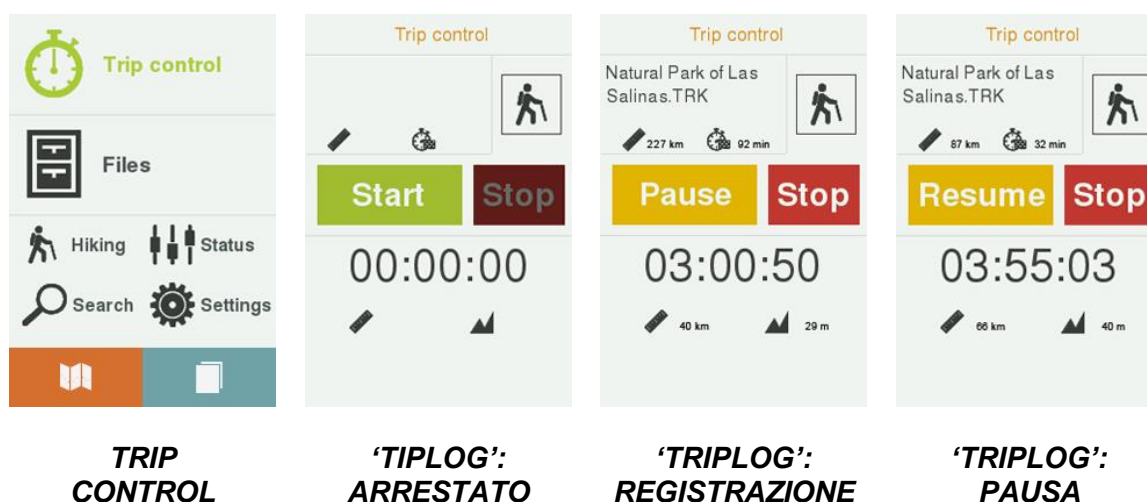 Trip control
Files
Hiking
Status
Search
Settings
Trip control
Start
Stop
00:00:00
Trip control
Natural Park of Las
Salinas.TRK
227 km
92 min
Pause
Stop
03:00:50
40 km
29 m
Trip control
Natural Park of Las
Salinas.TRK
87 km
32 min
Resume
Stop
03:55:03
66 km
40 m
TRIP
CONTROL
‘TIPLOG’:
ARRESTATO
‘TRIPLOG’:
REGISTRAZIONE
‘TRIPLOG’:
PAUSA